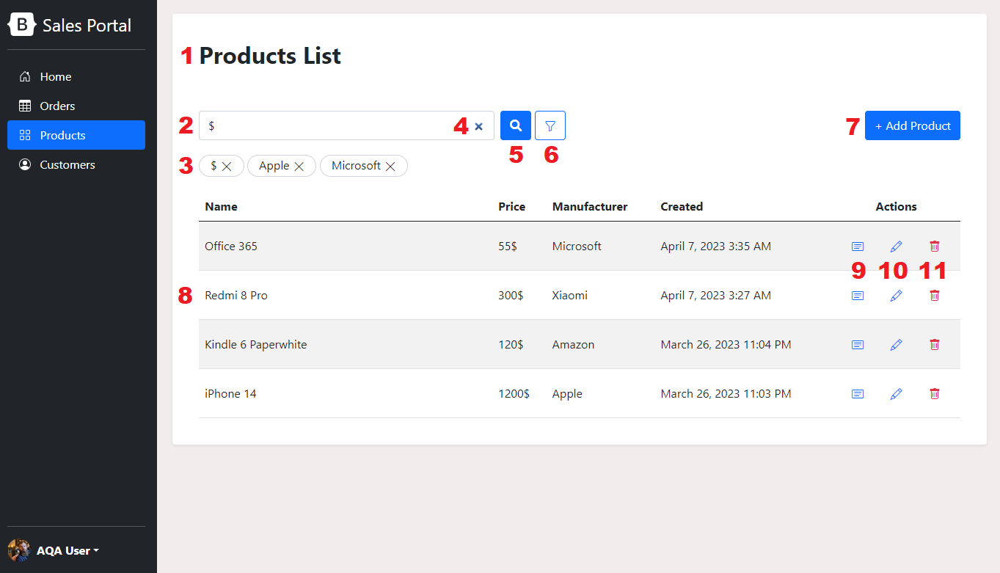 B Sales Portal
Home
Orders
Products
Customers
AQA User
1 Products List
2 $ 4
5 6
7 + Add Product
3 $ Apple Microsoft
Name Price Manufacturer Created Actions
Office 365 55$ Microsoft April 7, 2023 3:35 AM
9 10 11
8 Redmi 8 Pro 300$ Xiaomi April 7, 2023 3:27 AM
Kindle 6 Paperwhite 120$ Amazon March 26, 2023 11:04 PM
iPhone 14 1200$ Apple March 26, 2023 11:03 PM